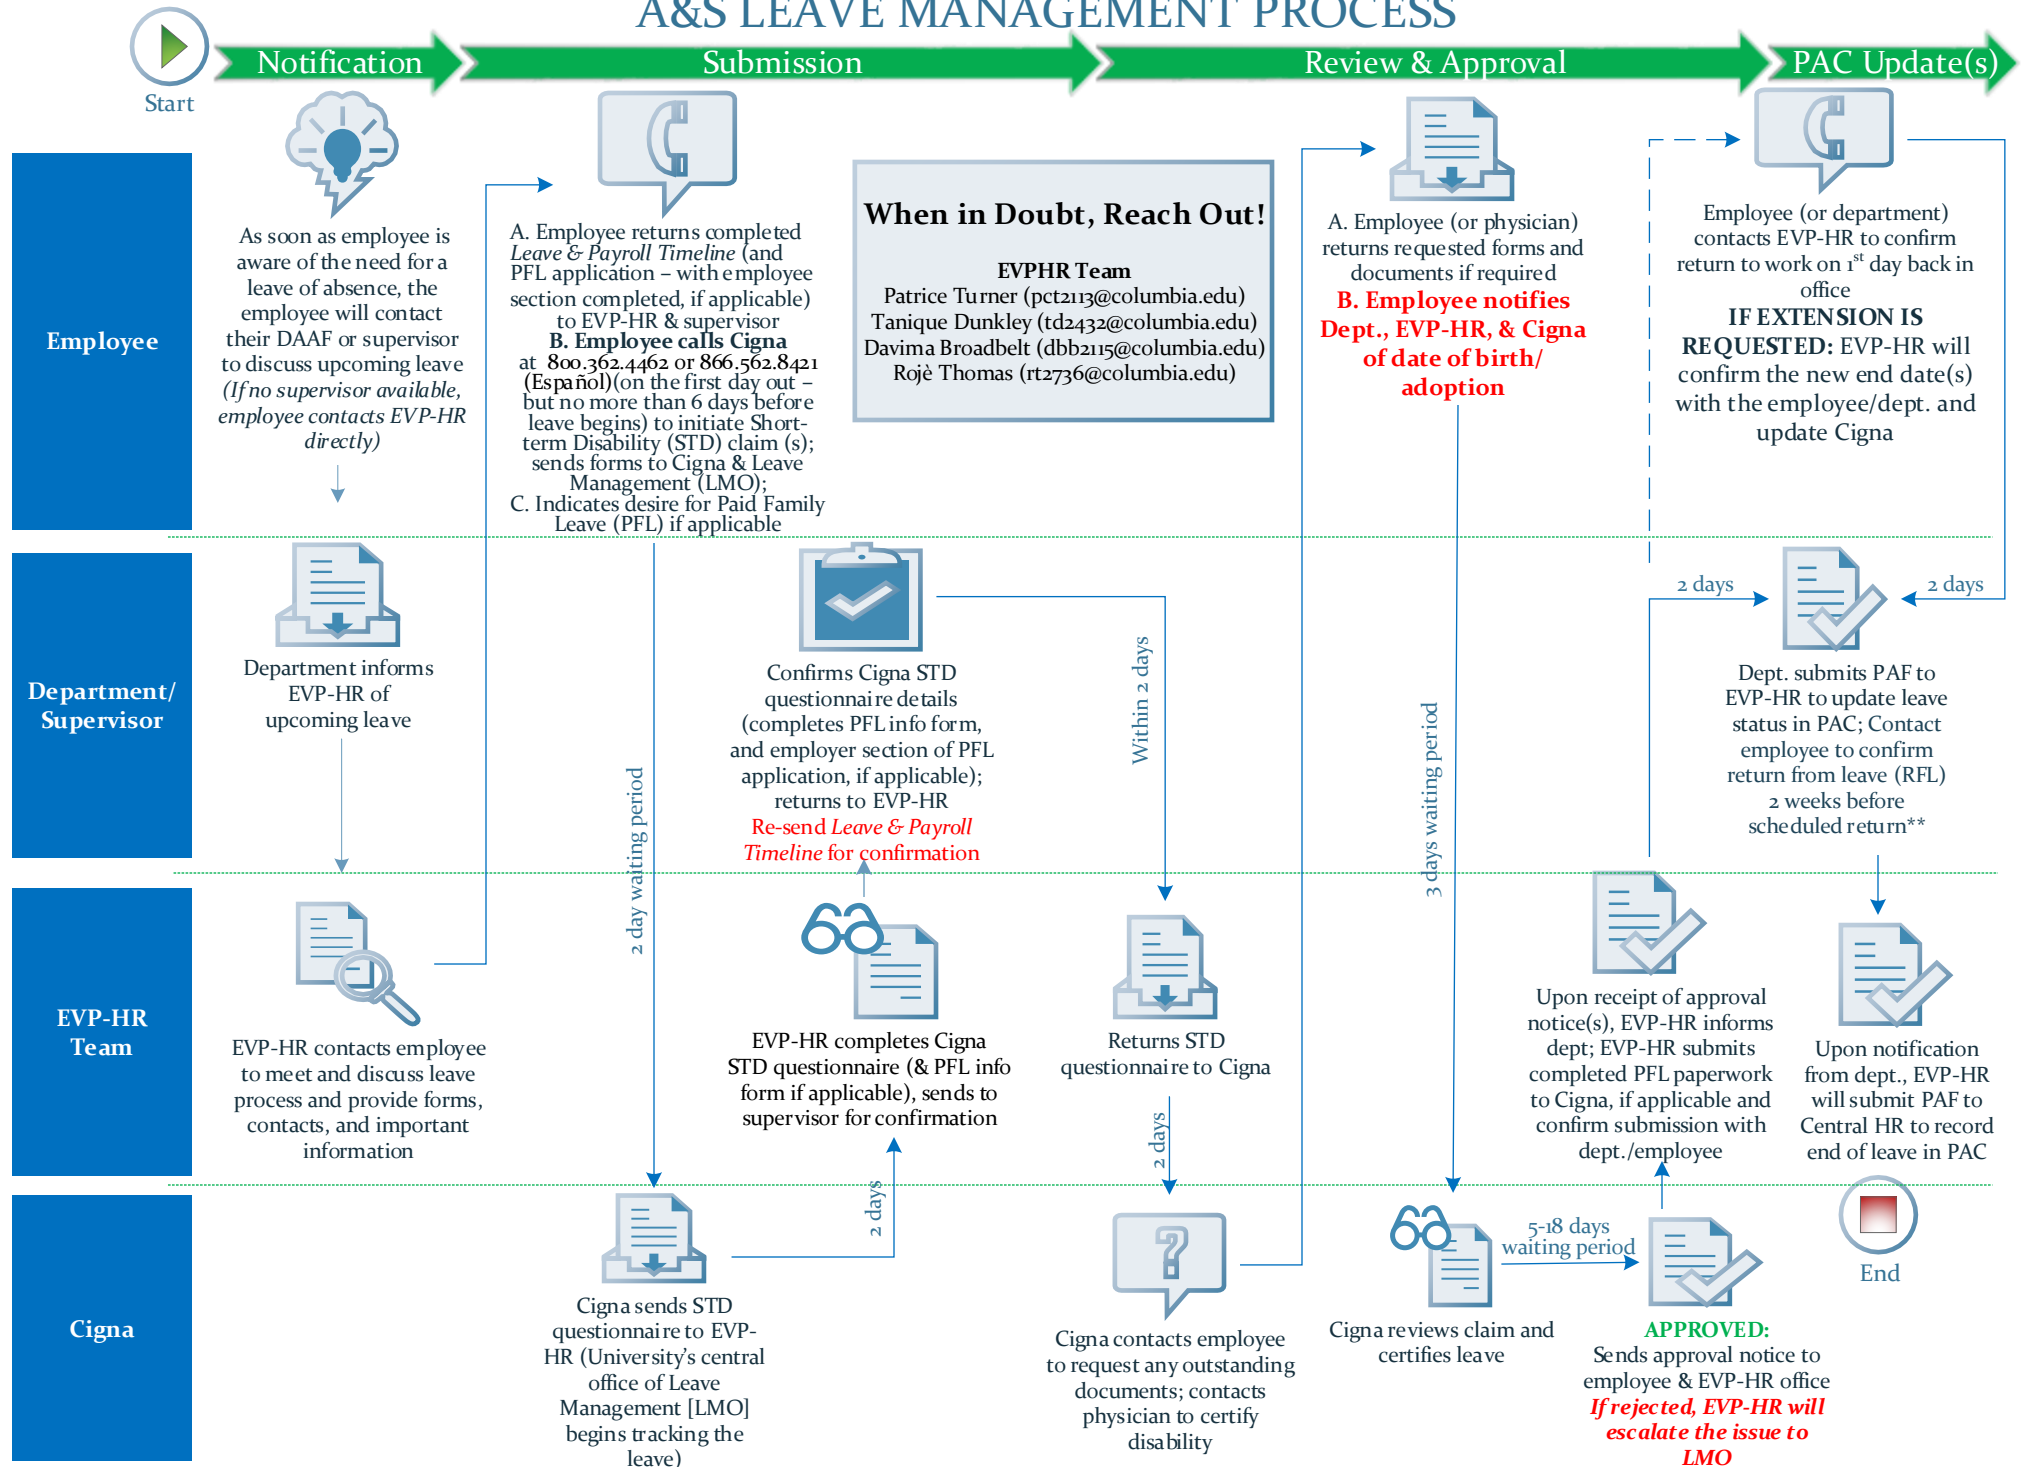 A&S LEAVE MANAGEMENT PROCESS
Start
Notification
Submission
Review & Approval
PAC Update(s)
Employee
As soon as employee is
aware of the need for a
leave of absence, the
employee will contact
their DAAF or supervisor
to discuss upcoming leave
(If no supervisor available,
employee contacts EVP-HR
directly)
A. Employee returns completed
Leave & Payroll Timeline (and
PFL application – with employee
section completed, if applicable)
to EVP-HR & supervisor
B. Employee calls Cigna
at 800.362.4462 or 866.562.8421
(Español)(on the first day out –
but no more than 6 days before
leave begins) to initiate Short-
term Disability (STD) claim (s);
sends forms to Cigna & Leave
Management (LMO);
C. Indicates desire for Paid Family
Leave (PFL) if applicable
When in Doubt, Reach Out!
EVPHR Team
Patrice Turner (pct2113@columbia.edu)
Tanique Dunkley (td2432@columbia.edu)
Davima Broadbelt (dbb2115@columbia.edu)
Rojè Thomas (rt2736@columbia.edu)
A. Employee (or physician)
returns requested forms and
documents if required
B. Employee notifies
Dept., EVP-HR, & Cigna
of date of birth/
adoption
Employee (or department)
contacts EVP-HR to confirm
return to work on 1st day back in
office
IF EXTENSION IS
REQUESTED: EVP-HR will
confirm the new end date(s)
with the employee/dept. and
update Cigna
Department/
Supervisor
Department informs
EVP-HR of
upcoming leave
2 day waiting period
Confirms Cigna STD
questionnaire details
(completes PFL info form,
and employer section of PFL
application, if applicable);
returns to EVP-HR
Re-send Leave & Payroll
Timeline for confirmation
Within 2 days
3 days waiting period
2 days
2 days
Dept. submits PAF to
EVP-HR to update leave
status in PAC; Contact
employee to confirm
return from leave (RFL)
2 weeks before
scheduled return**
EVP-HR
Team
EVP-HR contacts employee
to meet and discuss leave
process and provide forms,
contacts, and important
information
EVP-HR completes Cigna
STD questionnaire (& PFL info
form if applicable), sends to
supervisor for confirmation
2 days
Returns STD
questionnaire to Cigna
2 days
Upon receipt of approval
notice(s), EVP-HR informs
dept; EVP-HR submits
completed PFL paperwork
to Cigna, if applicable and
confirm submission with
dept./employee
Upon notification
from dept., EVP-HR
will submit PAF to
Central HR to record
end of leave in PAC
End
Cigna
Cigna sends STD
questionnaire to EVP-
HR (University's central
office of Leave
Management [LMO]
begins tracking the
leave)
?
Cigna contacts employee
to request any outstanding
documents; contacts
physician to certify
disability
Cigna reviews claim and
certifies leave
5-18 days
waiting period
APPROVED:
Sends approval notice to
employee & EVP-HR office
If rejected, EVP-HR will
escalate the issue to
LMO